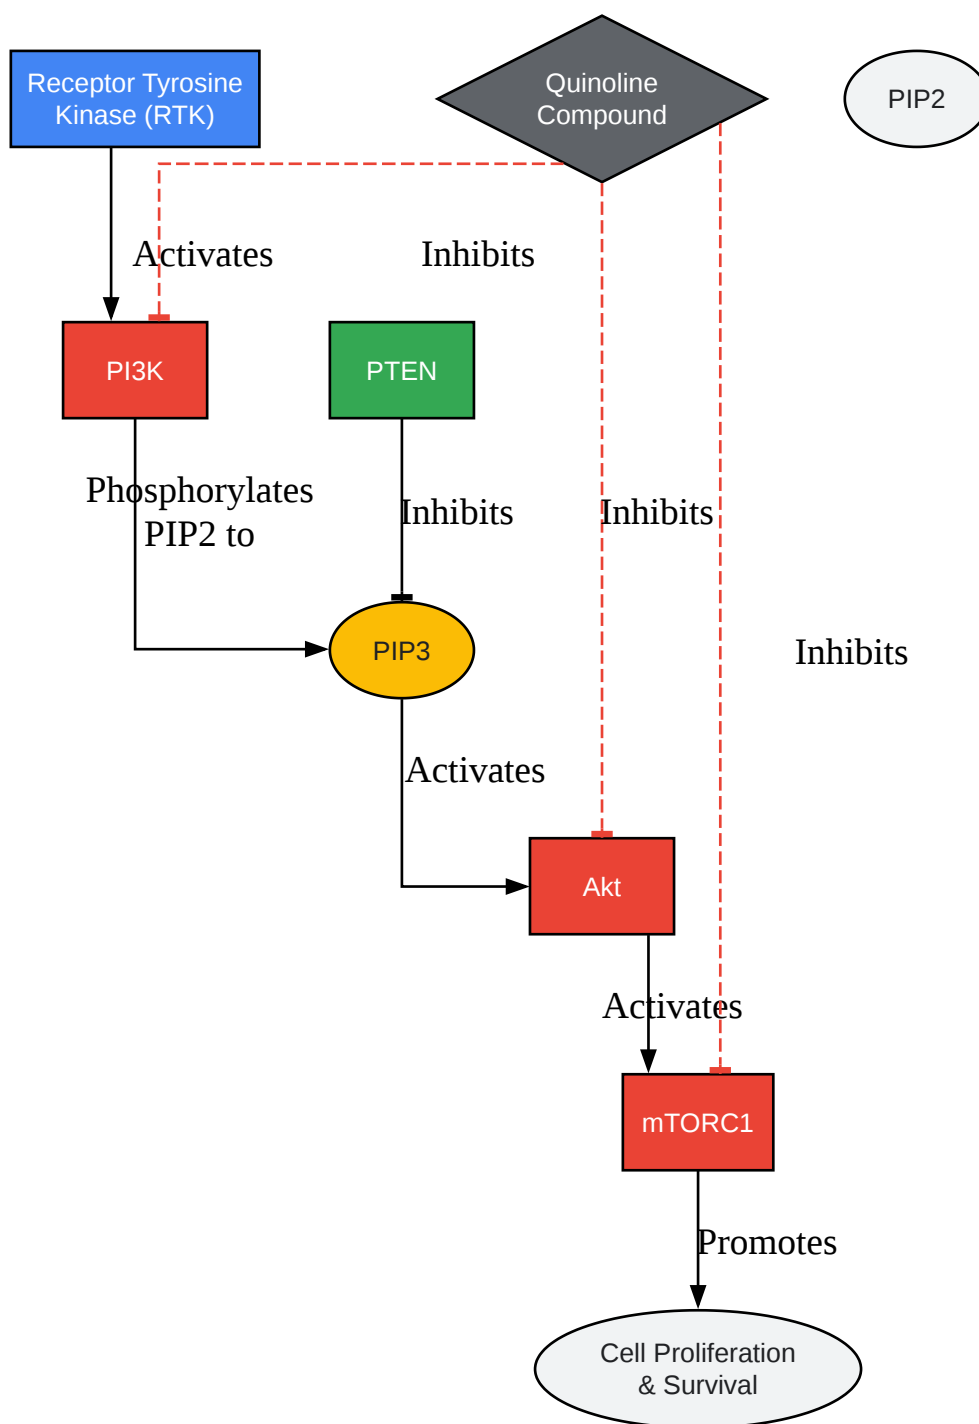 Receptor Tyrosine
Kinase (RTK)
Quinoline
Compound
PIP2
Activates
Inhibits
PI3K
PTEN
Phosphorylates
PIP2 to
Inhibits
Inhibits
PIP3
Inhibits
Activates
Akt
Activates
mTORC1
Promotes
Cell Proliferation
& Survival